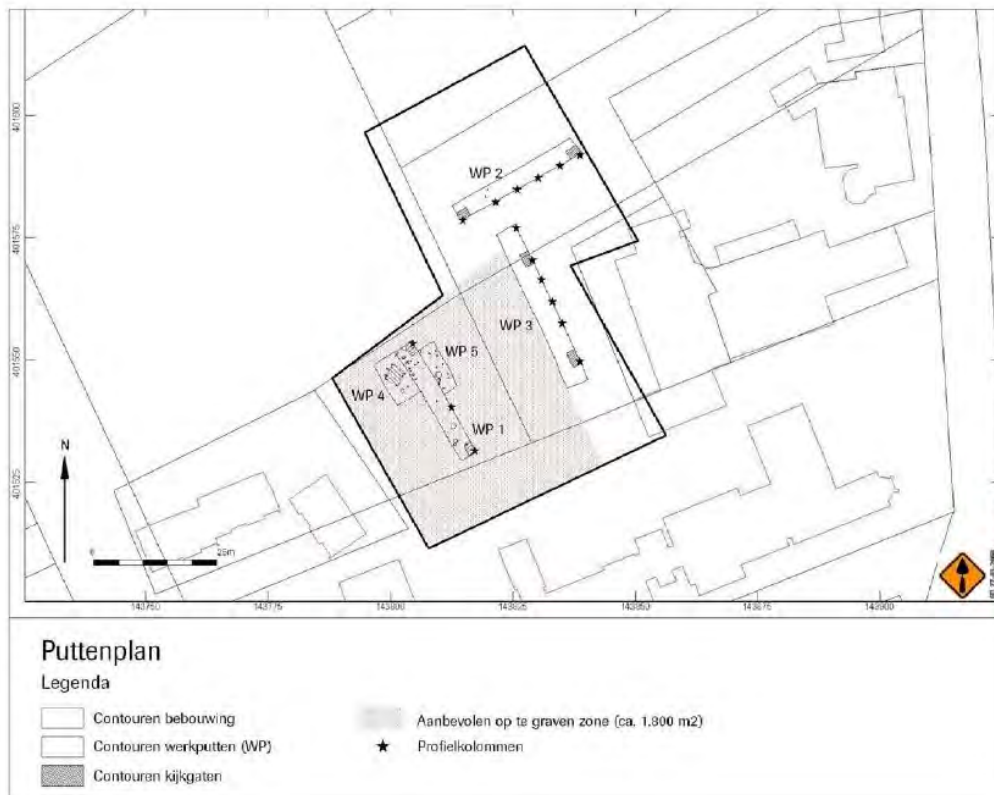 401600
401575
401550
401525
WP 2
WP 3
WP 5
WP 4
WP 1
N
0
25m
143750
143775
143800
143825
143850
143875
143900
Puttenplan
Legenda
Contouren bebouwing
Contouren werkputten (WP)
Contouren kijkgaten
Aanbevolen op te graven zone (ca. 1.800 m2)
Profielkolommen